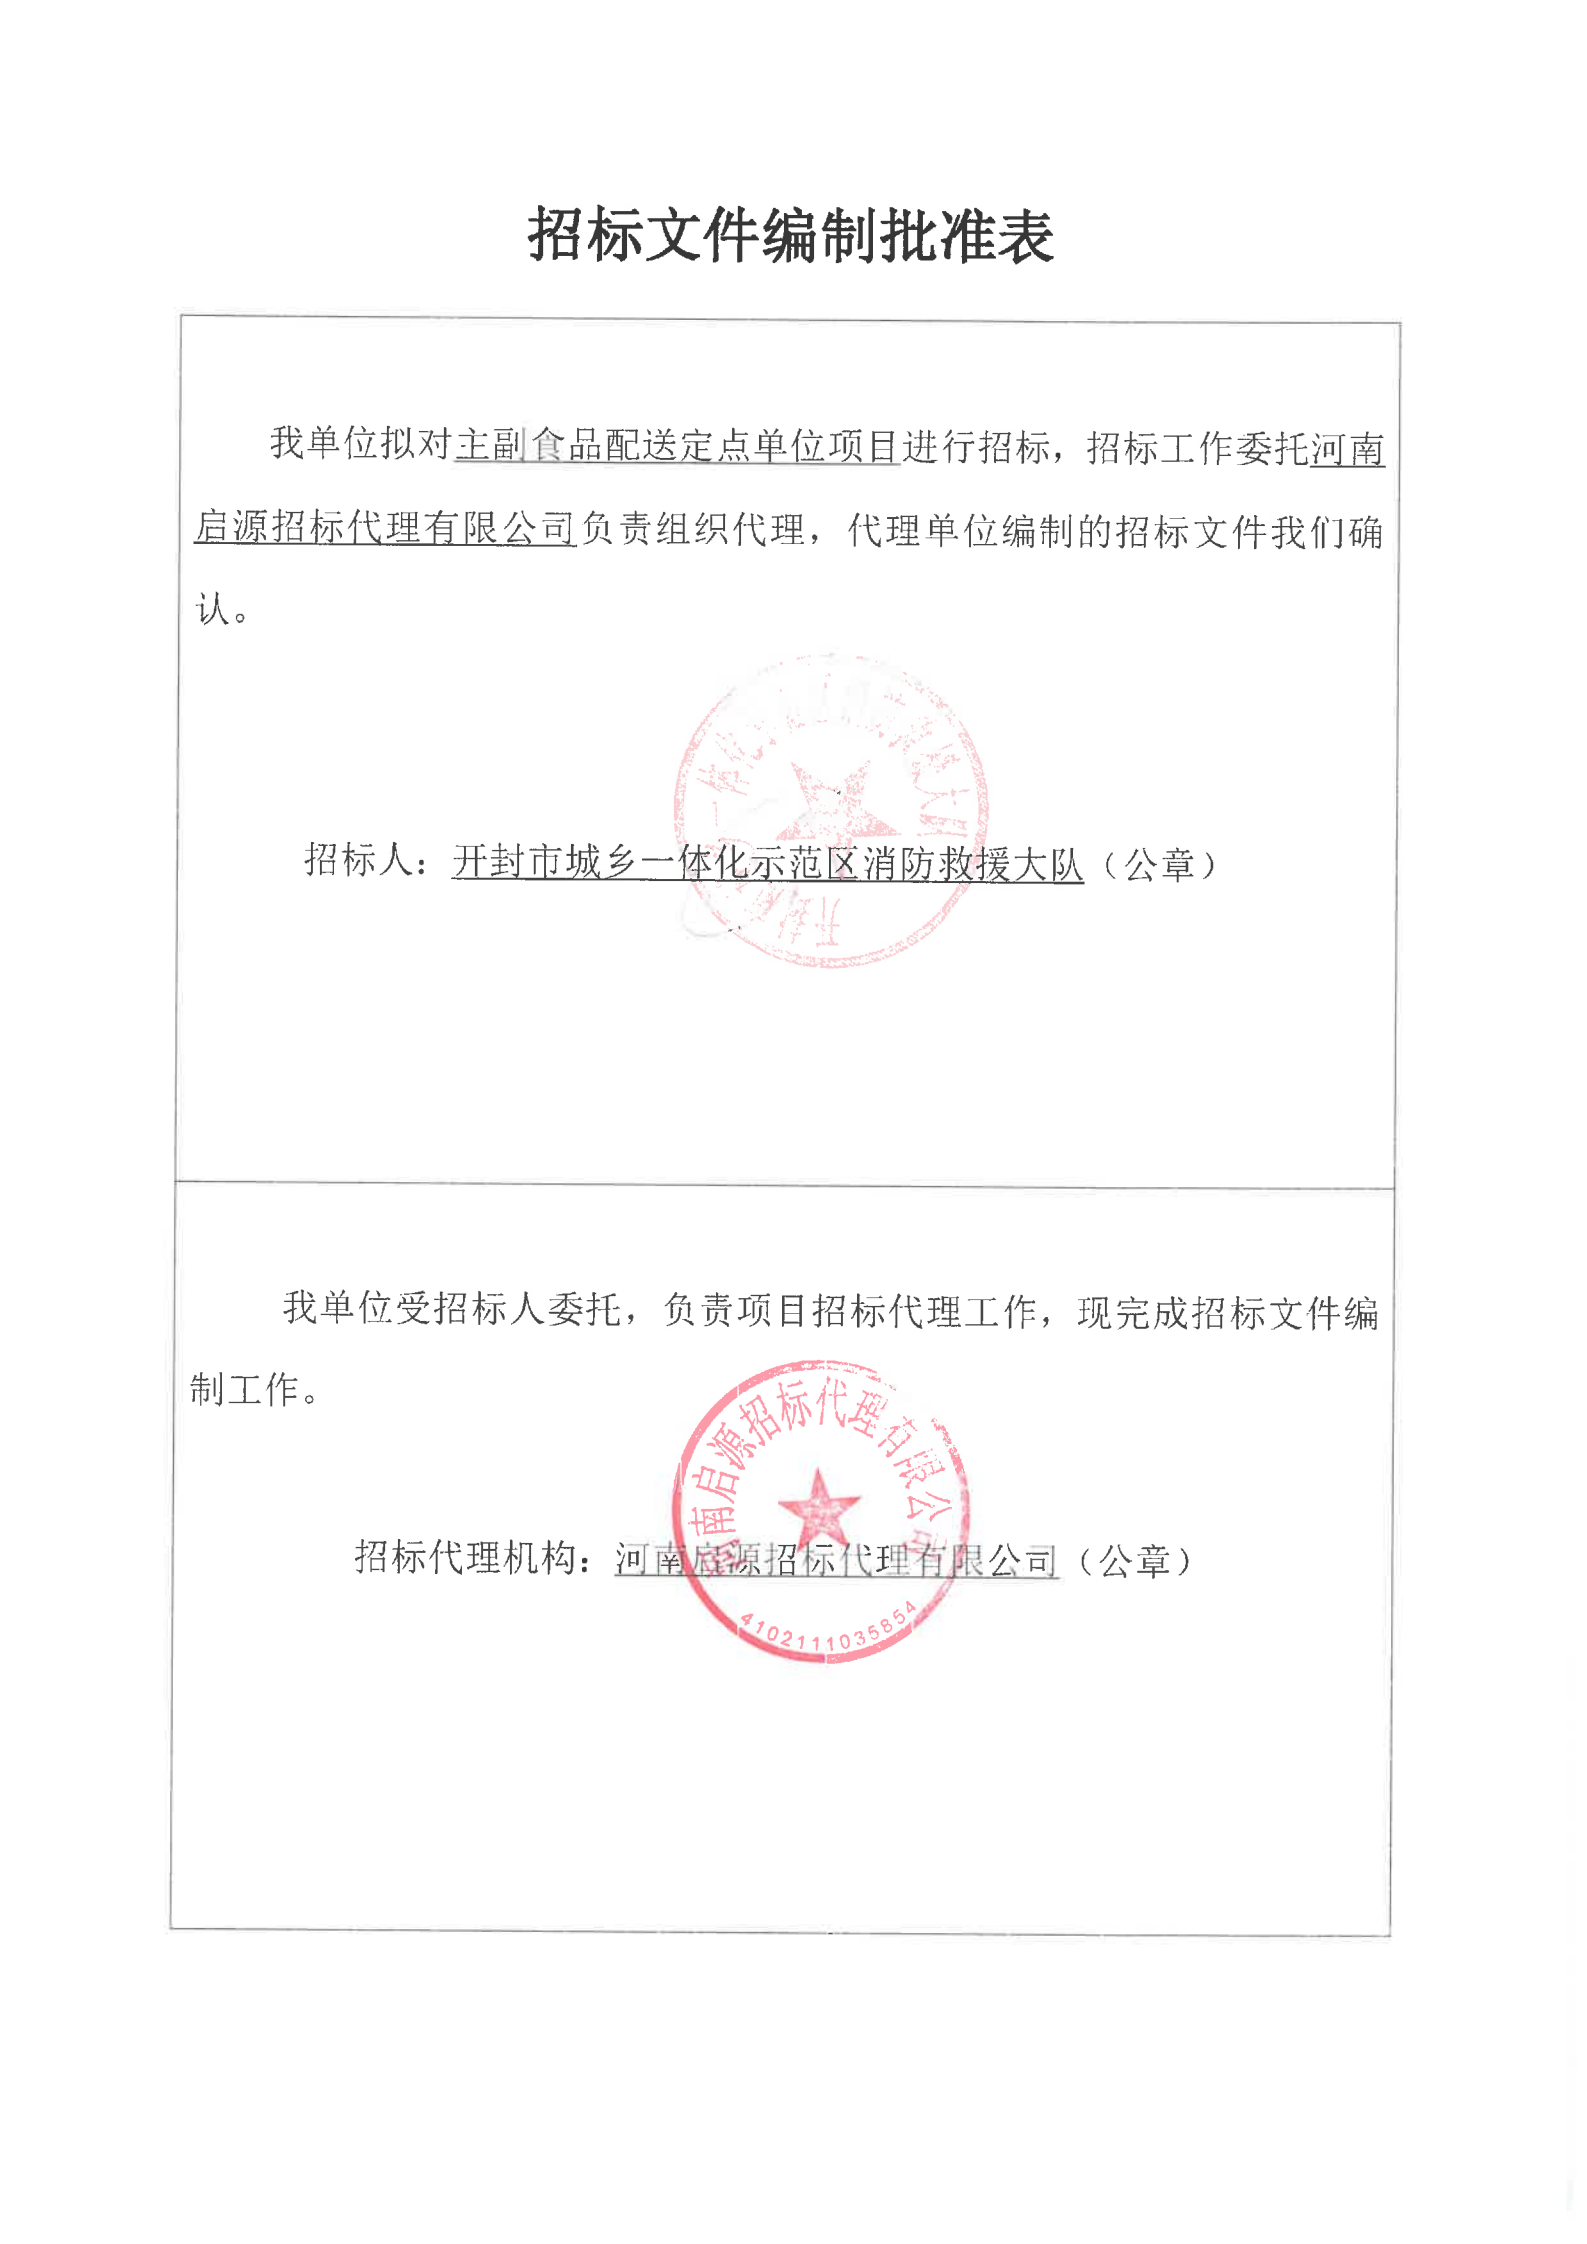 招标文件编制批准表
我单位拟对主副食品配送定点单位项目进行招标，招标工作委托河南
启源招标代理有限公司负责组织代理，代理单位编制的招标文件我们确
认。
招标人：开封市城乡一体化示范区消防救援大队（公章）
我单位受招标人委托，负责项目招标代理工作，现完成招标文件编
制工作。
河南启源招标代理有限公司
招标代理机构：河南启源招标代理有限公司（公章）
4102111035854